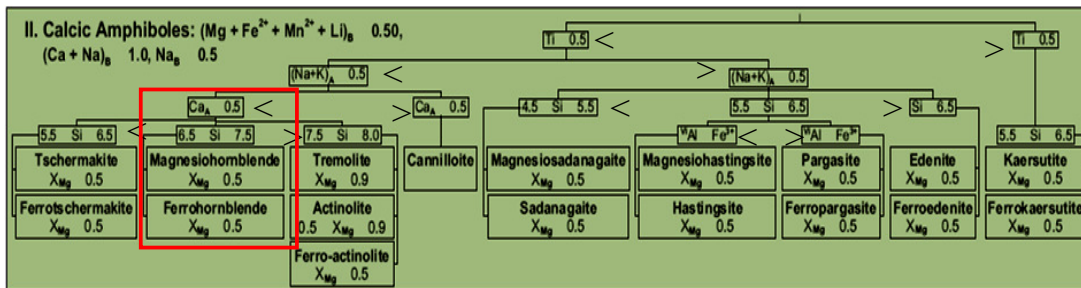 II. Calcic Amphiboles: (Mg + Fe²⁺ + Mn²⁺ + Li)B 0.50,
(Ca + Na)B 1.0, NaB 0.5
Ti 0.5 < > Ti 0.5
(Na+K)A 0.5 < > (Na+K)A 0.5
CaA 0.5 < > CaA 0.5 4.5 Si 5.5 < 5.5 Si 6.5 > Si 6.5
5.5 Si 6.5 < 6.5 Si 7.5 > 7.5 Si 8.0 ⱽᴵAl Fe³⁺ < > ⱽᴵAl Fe³⁺ 5.5 Si 6.5
Tschermakite Magnesiohornblende Tremolite Cannilloite Magnesiosadanagaite Magnesiohastingsite Pargasite Edenite Kaersutite
XMg 0.5 XMg 0.5 XMg 0.9 XMg 0.5 XMg 0.5 XMg 0.5 XMg 0.5 XMg 0.5
Ferrotschermakite Ferrohornblende Actinolite Sadanagaite Hastingsite Ferropargasite Ferroedenite Ferrokaersutite
XMg 0.5 XMg 0.5 0.5 XMg 0.9 XMg 0.5 XMg 0.5 XMg 0.5 XMg 0.5 XMg 0.5
Ferro-actinolite
XMg 0.5